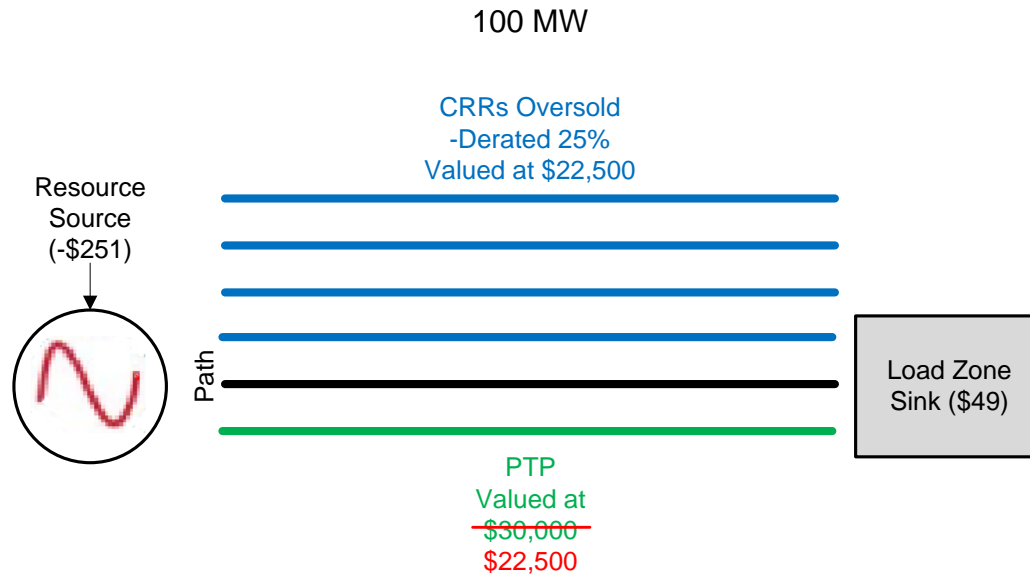 100 MW
CRRs Oversold
-Derated 25%
Valued at $22,500
Resource
Source
(-$251)
Path
Load Zone
Sink ($49)
PTP
Valued at
$30,000
$22,500